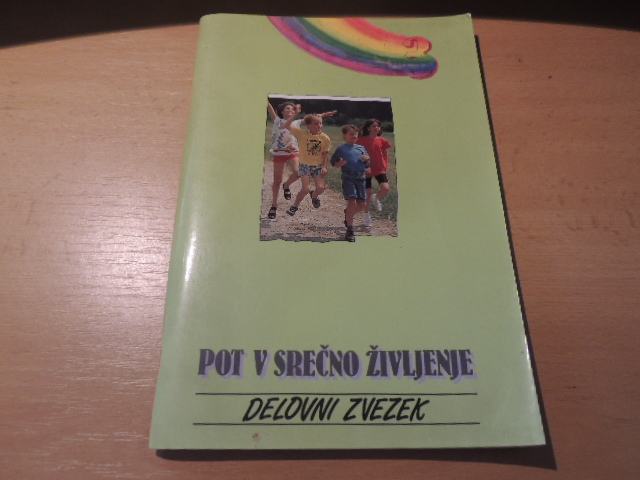 POT V SREČNO ŽIVLJENJE
DELOVNI ZVEZEK